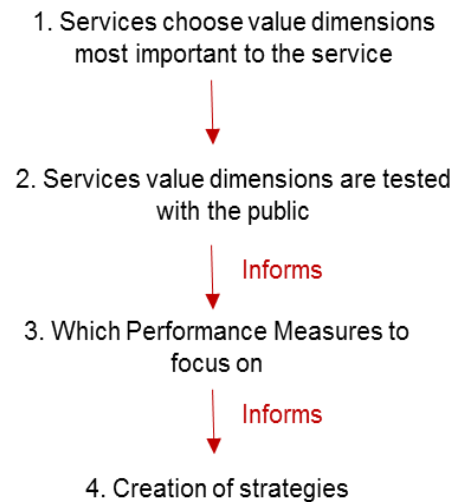 1. Services choose value dimensions
most important to the service
2. Services value dimensions are tested
with the public
Informs
3. Which Performance Measures to
focus on
Informs
4. Creation of strategies